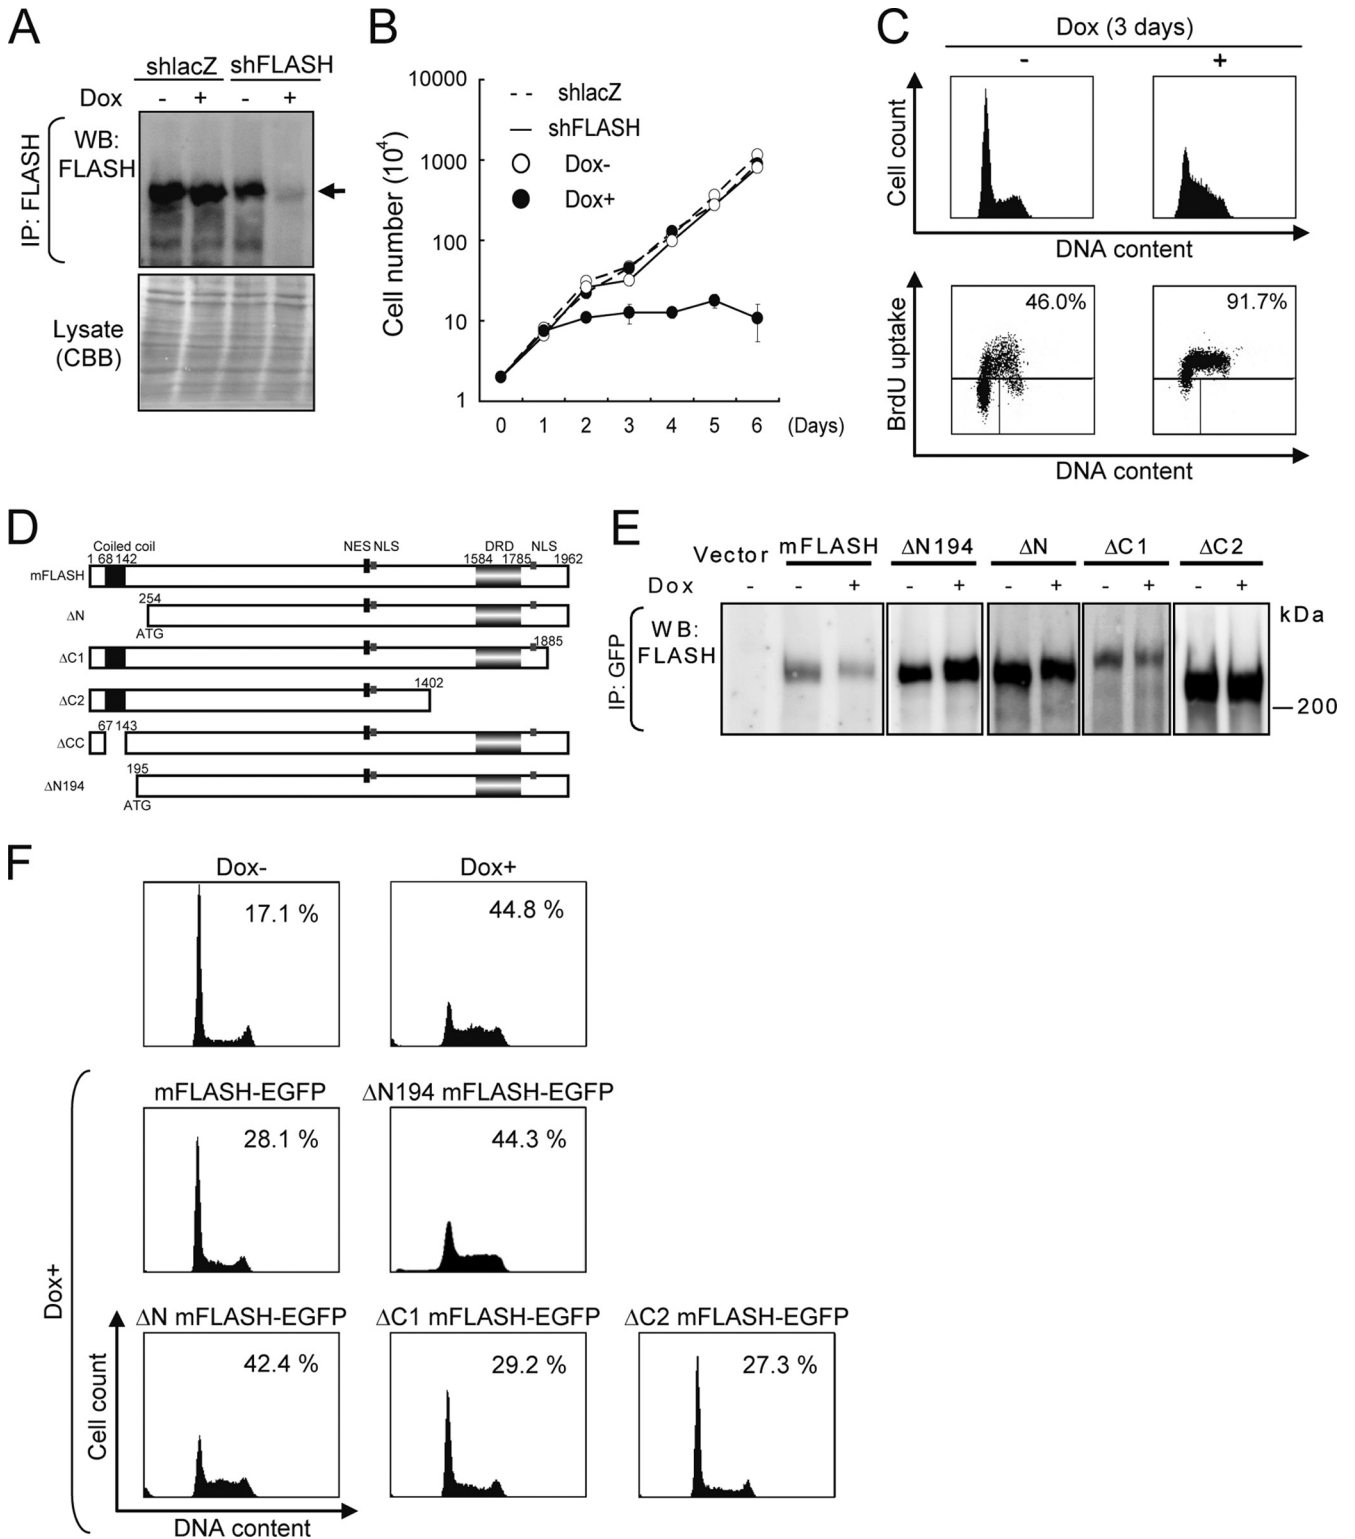 A
shlacZ shFLASH
Dox - + - +
IP: FLASH
WB:
FLASH
Lysate
(CBB)
B
Cell number (10⁴)
10000
1000
100
10
1
shlacZ
shFLASH
Dox-
Dox+
0 1 2 3 4 5 6 (Days)
C
Dox (3 days)
- +
Cell count
DNA content
46.0% 91.7%
BrdU uptake
DNA content
D
Coiled coil NES NLS DRD NLS
1 68 142 1584 1785 1962
mFLASH
254
ΔN
ATG
1885
ΔC1
1402
ΔC2
67 143
ΔCC
195
ΔN194
ATG
E
Vector mFLASH ΔN194 ΔN ΔC1 ΔC2
Dox - - + - + - + - + - +
IP: GFP
WB:
FLASH
kDa
200
F
Dox- Dox+
17.1 % 44.8 %
Dox+
mFLASH-EGFP ΔN194 mFLASH-EGFP
28.1 % 44.3 %
ΔN mFLASH-EGFP ΔC1 mFLASH-EGFP ΔC2 mFLASH-EGFP
42.4 % 29.2 % 27.3 %
Cell count
DNA content